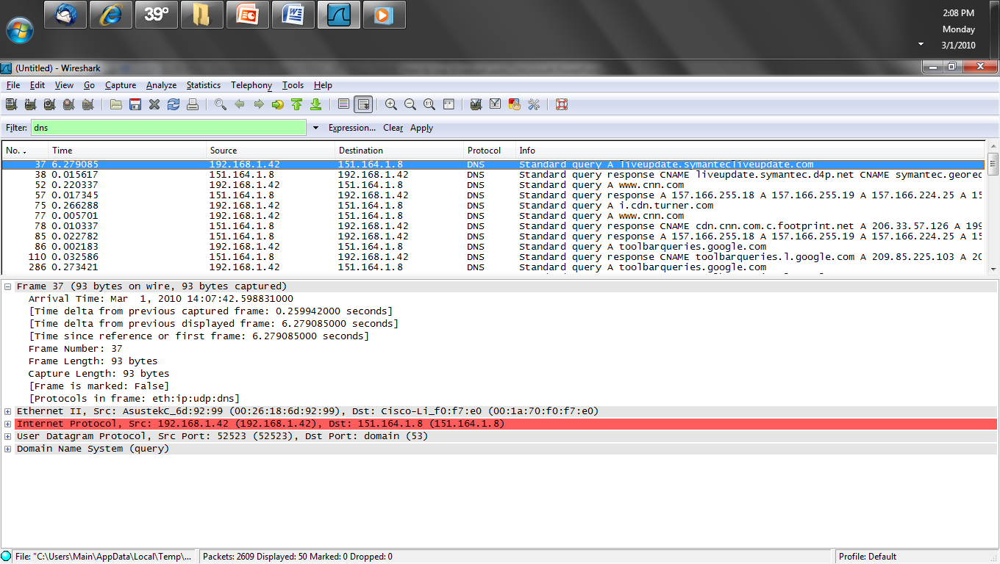 39°
2:08 PM
Monday
3/1/2010
(Untitled) - Wireshark
File Edit View Go Capture Analyze Statistics Telephony Tools Help
Filter: dns Expression... Clear Apply
No. . Time Source Destination Protocol Info
37 6.279085 192.168.1.42 151.164.1.8 DNS Standard query A liveupdate.symantecliveupdate.com
38 0.015617 151.164.1.8 192.168.1.42 DNS Standard query response CNAME liveupdate.symantec.d4p.net CNAME symantec.georec
52 0.220337 192.168.1.42 151.164.1.8 DNS Standard query A www.cnn.com
57 0.017345 151.164.1.8 192.168.1.42 DNS Standard query response A 157.166.255.18 A 157.166.255.19 A 157.166.224.25 A 15
75 0.266288 192.168.1.42 151.164.1.8 DNS Standard query A i.cdn.turner.com
77 0.005701 192.168.1.42 151.164.1.8 DNS Standard query A www.cnn.com
78 0.010337 151.164.1.8 192.168.1.42 DNS Standard query response CNAME cdn.cnn.com.c.footprint.net A 206.33.57.126 A 199
85 0.022782 151.164.1.8 192.168.1.42 DNS Standard query response A 157.166.255.18 A 157.166.255.19 A 157.166.224.25 A 15
86 0.002183 192.168.1.42 151.164.1.8 DNS Standard query A toolbarqueries.google.com
110 0.032586 151.164.1.8 192.168.1.42 DNS Standard query response CNAME toolbarqueries.l.google.com A 209.85.225.103 A 20
286 0.273421 192.168.1.42 151.164.1.8 DNS Standard query A toolbarqueries.google.com
Frame 37 (93 bytes on wire, 93 bytes captured)
Arrival Time: Mar  1, 2010 14:07:42.598831000
[Time delta from previous captured frame: 0.259942000 seconds]
[Time delta from previous displayed frame: 6.279085000 seconds]
[Time since reference or first frame: 6.279085000 seconds]
Frame Number: 37
Frame Length: 93 bytes
Capture Length: 93 bytes
[Frame is marked: False]
[Protocols in frame: eth:ip:udp:dns]
Ethernet II, Src: AsustekC_6d:92:99 (00:26:18:6d:92:99), Dst: Cisco-Li_f0:f7:e0 (00:1a:70:f0:f7:e0)
Internet Protocol, Src: 192.168.1.42 (192.168.1.42), Dst: 151.164.1.8 (151.164.1.8)
User Datagram Protocol, Src Port: 52523 (52523), Dst Port: domain (53)
Domain Name System (query)
File: "C:\Users\Main\AppData\Local\Temp\... Packets: 2609 Displayed: 50 Marked: 0 Dropped: 0 Profile: Default